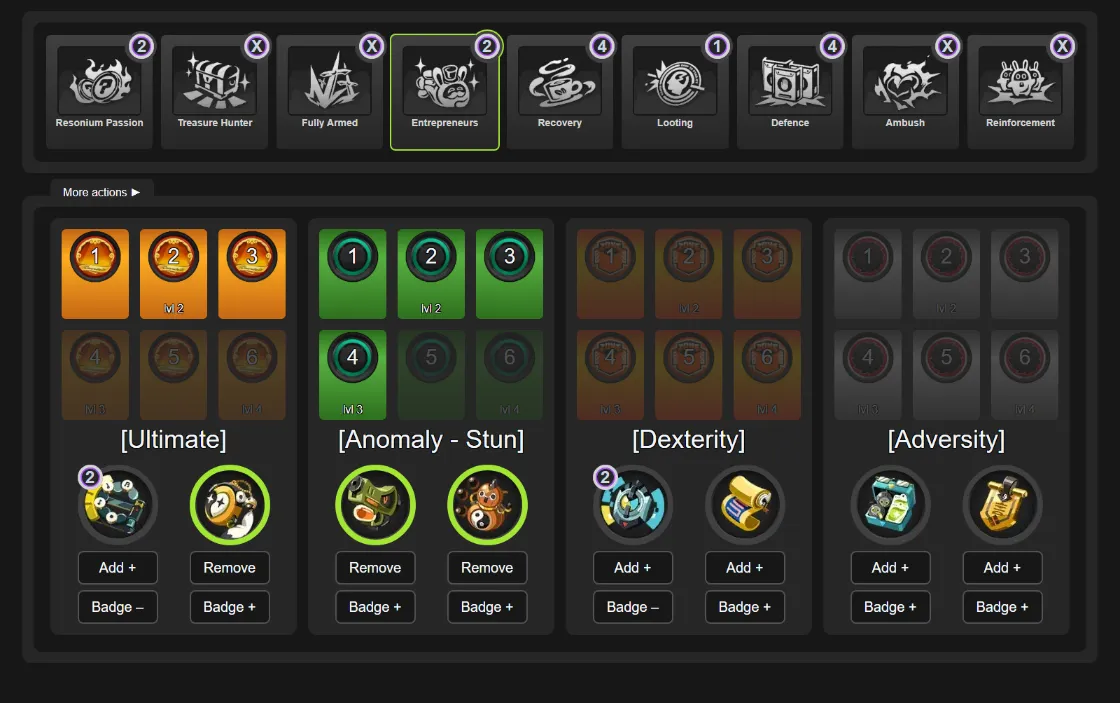 2 X X 2 4 1 4 X X
Resonium Passion Treasure Hunter Fully Armed Entrepreneurs Recovery Looting Defence Ambush Reinforcement
More actions ▶
1 2 3 1 2 3 1 2 3 1 2 3
lvl 2 lvl 2 lvl 2 lvl 2
4 5 6 4 5 6 4 5 6 4 5 6
lvl 3 lvl 4 lvl 3 lvl 4 lvl 3 lvl 4 lvl 3 lvl 4
[Ultimate] [Anomaly - Stun] [Dexterity] [Adversity]
2 2
Add + Remove Remove Remove Add + Add + Add + Add +
Badge – Badge + Badge + Badge + Badge – Badge + Badge + Badge +